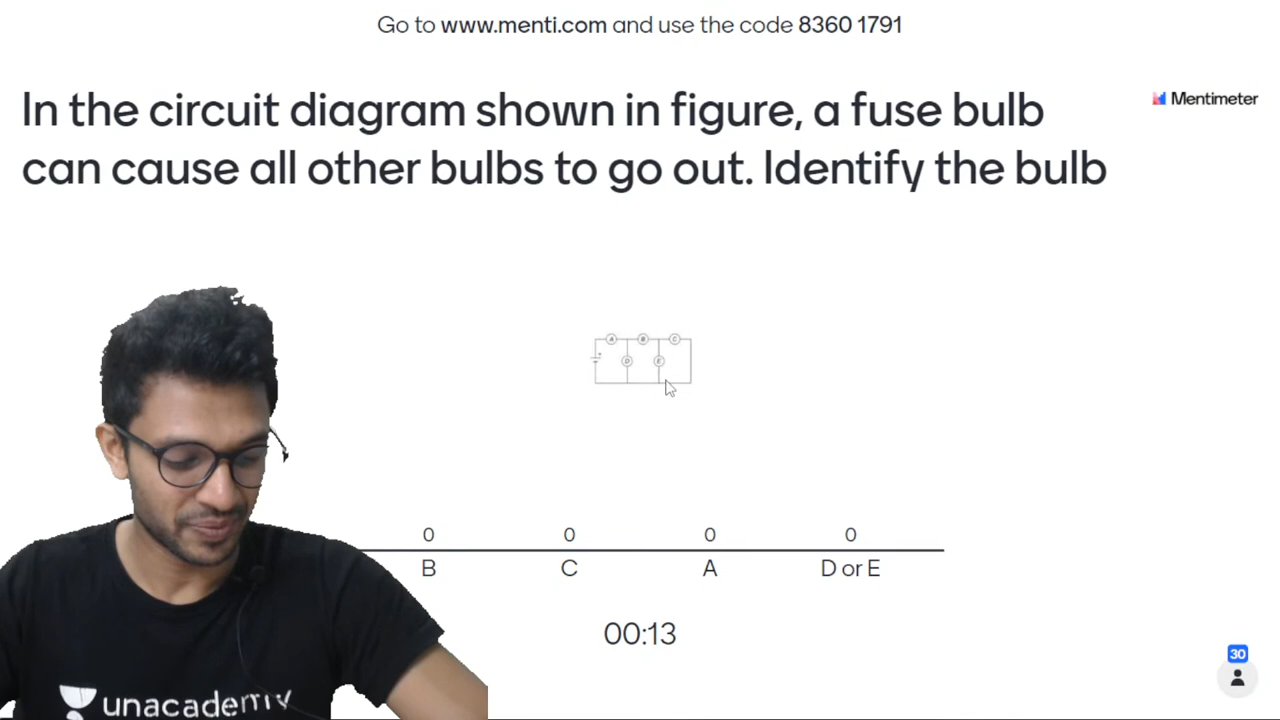 Go to www.menti.com and use the code 8360 1791
In the circuit diagram shown in figure, a fuse bulb
can cause all other bulbs to go out. Identify the bulb
Mentimeter
A B C
D E
0 0 0 0
B C A D or E
00:13
30
unacademy